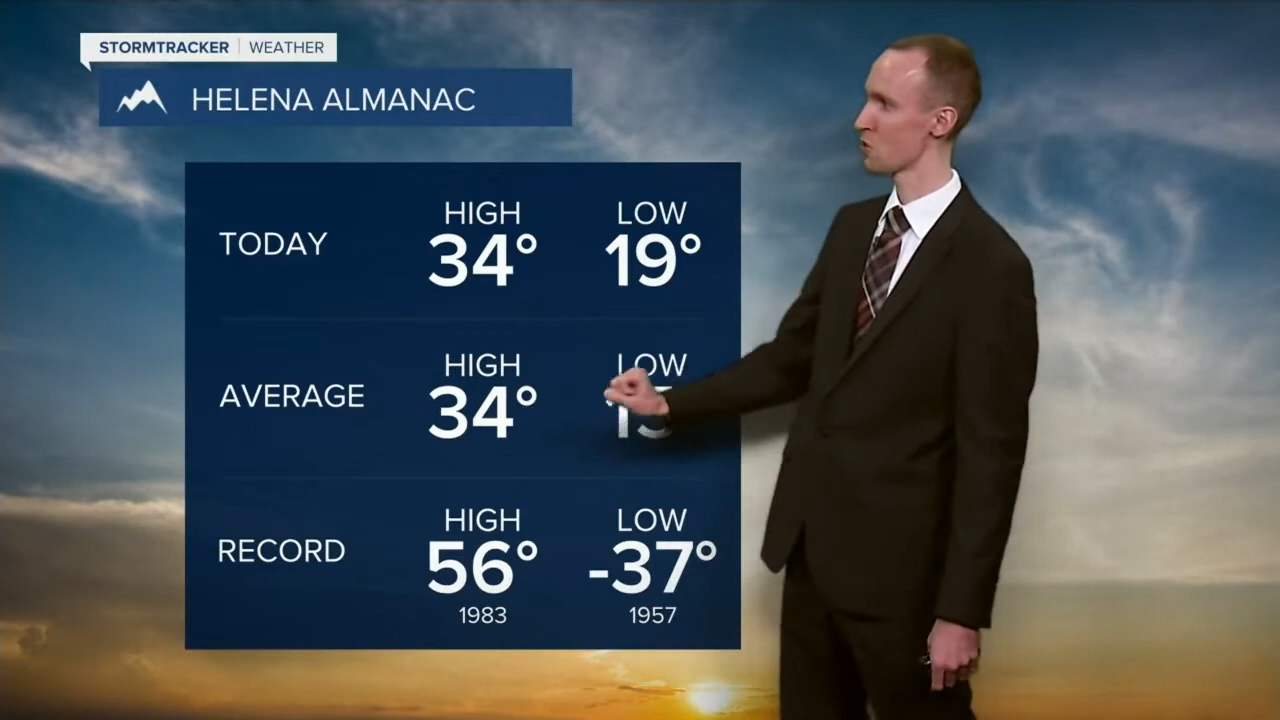 STORMTRACKER | WEATHER
HELENA ALMANAC
HIGH LOW
TODAY 34° 19°
HIGH LOW
AVERAGE 34°
HIGH LOW
RECORD 56° -37°
1983 1957